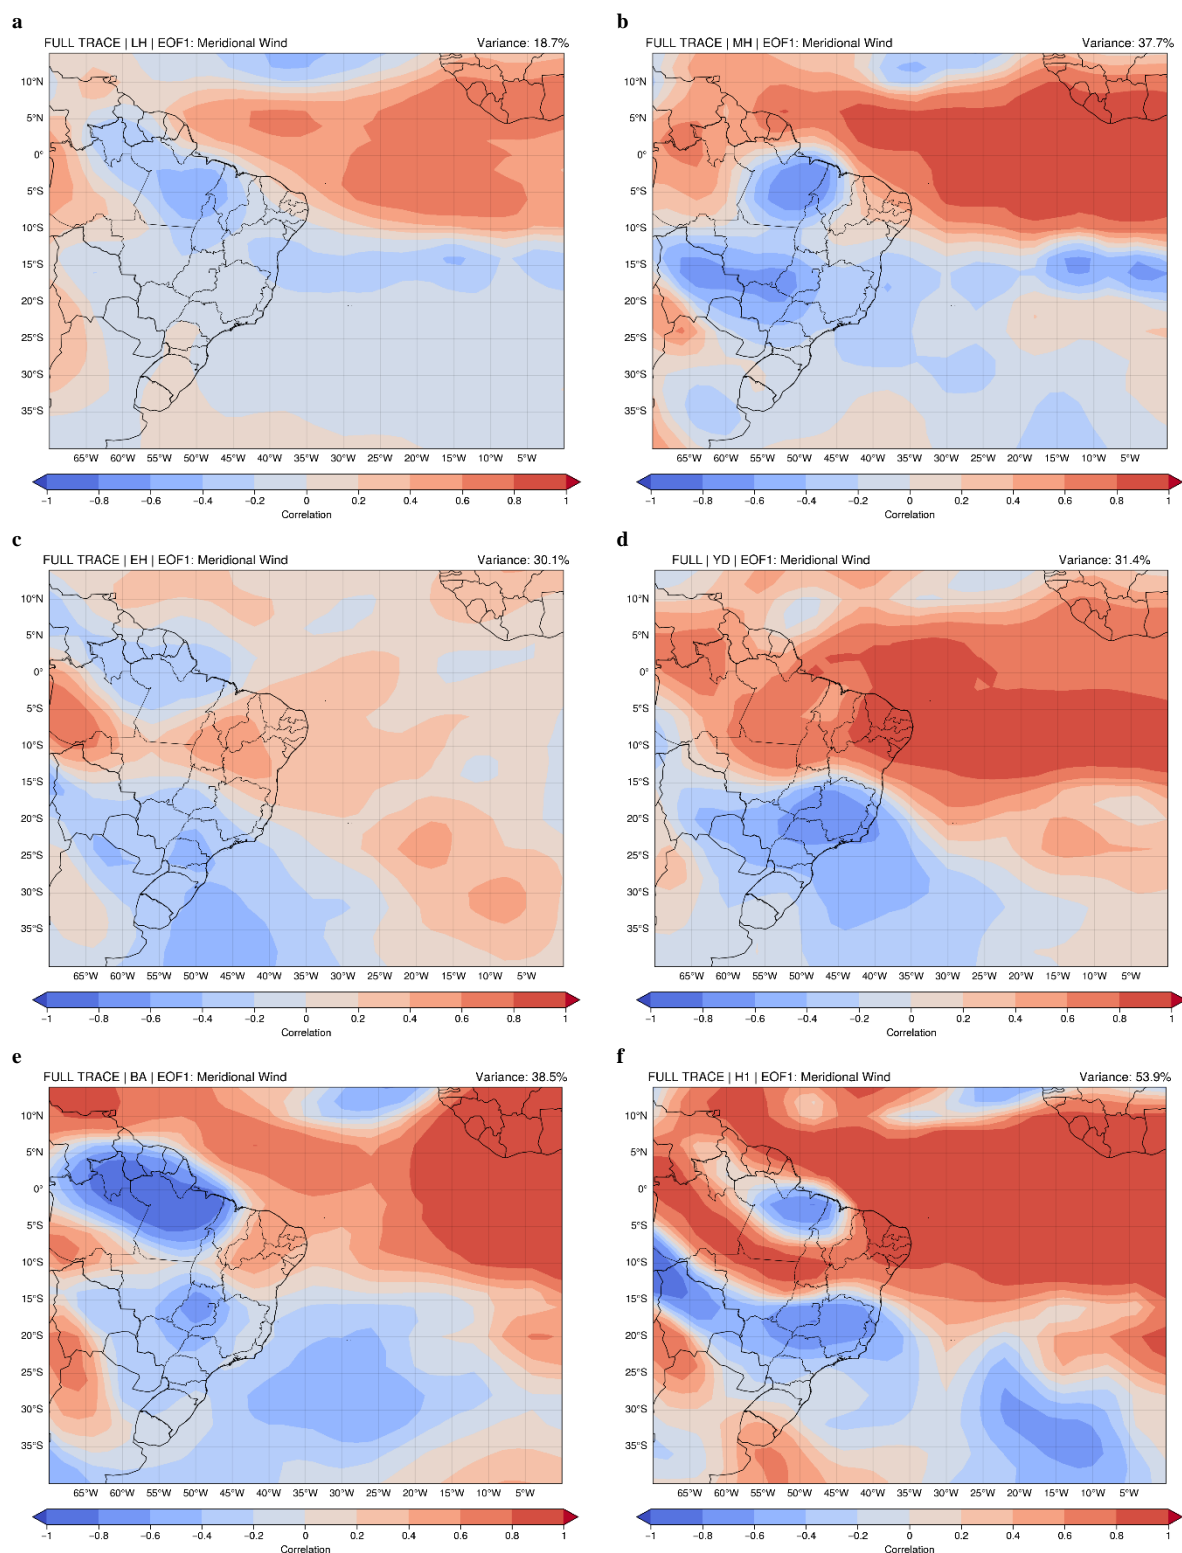 a
FULL TRACE | LH | EOF1: Meridional Wind Variance: 18.7%
10°N
5°N
0°
5°S
10°S
15°S
20°S
25°S
30°S
35°S
65°W 60°W 55°W 50°W 45°W 40°W 35°W 30°W 25°W 20°W 15°W 10°W 5°W
−1 −0.8 −0.6 −0.4 −0.2 0 0.2 0.4 0.6 0.8 1
Correlation
b
FULL TRACE | MH | EOF1: Meridional Wind Variance: 37.7%
10°N
5°N
0°
5°S
10°S
15°S
20°S
25°S
30°S
35°S
65°W 60°W 55°W 50°W 45°W 40°W 35°W 30°W 25°W 20°W 15°W 10°W 5°W
−1 −0.8 −0.6 −0.4 −0.2 0 0.2 0.4 0.6 0.8 1
Correlation
c
FULL TRACE | EH | EOF1: Meridional Wind Variance: 30.1%
10°N
5°N
0°
5°S
10°S
15°S
20°S
25°S
30°S
35°S
65°W 60°W 55°W 50°W 45°W 40°W 35°W 30°W 25°W 20°W 15°W 10°W 5°W
−1 −0.8 −0.6 −0.4 −0.2 0 0.2 0.4 0.6 0.8 1
Correlation
d
FULL | YD | EOF1: Meridional Wind Variance: 31.4%
10°N
5°N
0°
5°S
10°S
15°S
20°S
25°S
30°S
35°S
65°W 60°W 55°W 50°W 45°W 40°W 35°W 30°W 25°W 20°W 15°W 10°W 5°W
−1 −0.8 −0.6 −0.4 −0.2 0 0.2 0.4 0.6 0.8 1
Correlation
e
FULL TRACE | BA | EOF1: Meridional Wind Variance: 38.5%
10°N
5°N
0°
5°S
10°S
15°S
20°S
25°S
30°S
35°S
65°W 60°W 55°W 50°W 45°W 40°W 35°W 30°W 25°W 20°W 15°W 10°W 5°W
−1 −0.8 −0.6 −0.4 −0.2 0 0.2 0.4 0.6 0.8 1
Correlation
f
FULL TRACE | H1 | EOF1: Meridional Wind Variance: 53.9%
10°N
5°N
0°
5°S
10°S
15°S
20°S
25°S
30°S
35°S
65°W 60°W 55°W 50°W 45°W 40°W 35°W 30°W 25°W 20°W 15°W 10°W 5°W
−1 −0.8 −0.6 −0.4 −0.2 0 0.2 0.4 0.6 0.8 1
Correlation